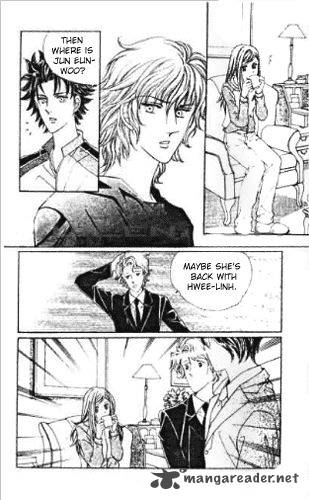 THEN
WHERE IS
JUN EUN-
WOO?
MAYBE SHE'S
BACK WITH
HWEE-LINH.
mangareader.net